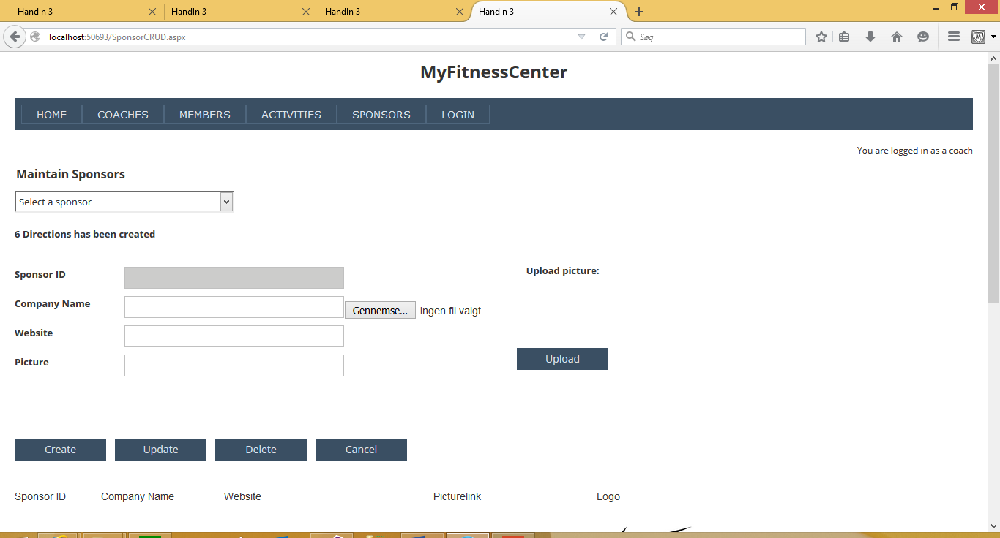 HandIn 3 HandIn 3 HandIn 3 HandIn 3
localhost:50693/SponsorCRUD.aspx Søg
MyFitnessCenter
HOME COACHES MEMBERS ACTIVITIES SPONSORS LOGIN
You are logged in as a coach
Maintain Sponsors
Select a sponsor
6 Directions has been created
Sponsor ID Upload picture:
Company Name Gennemse... Ingen fil valgt.
Website
Picture Upload
Create Update Delete Cancel
Sponsor ID Company Name Website Picturelink Logo